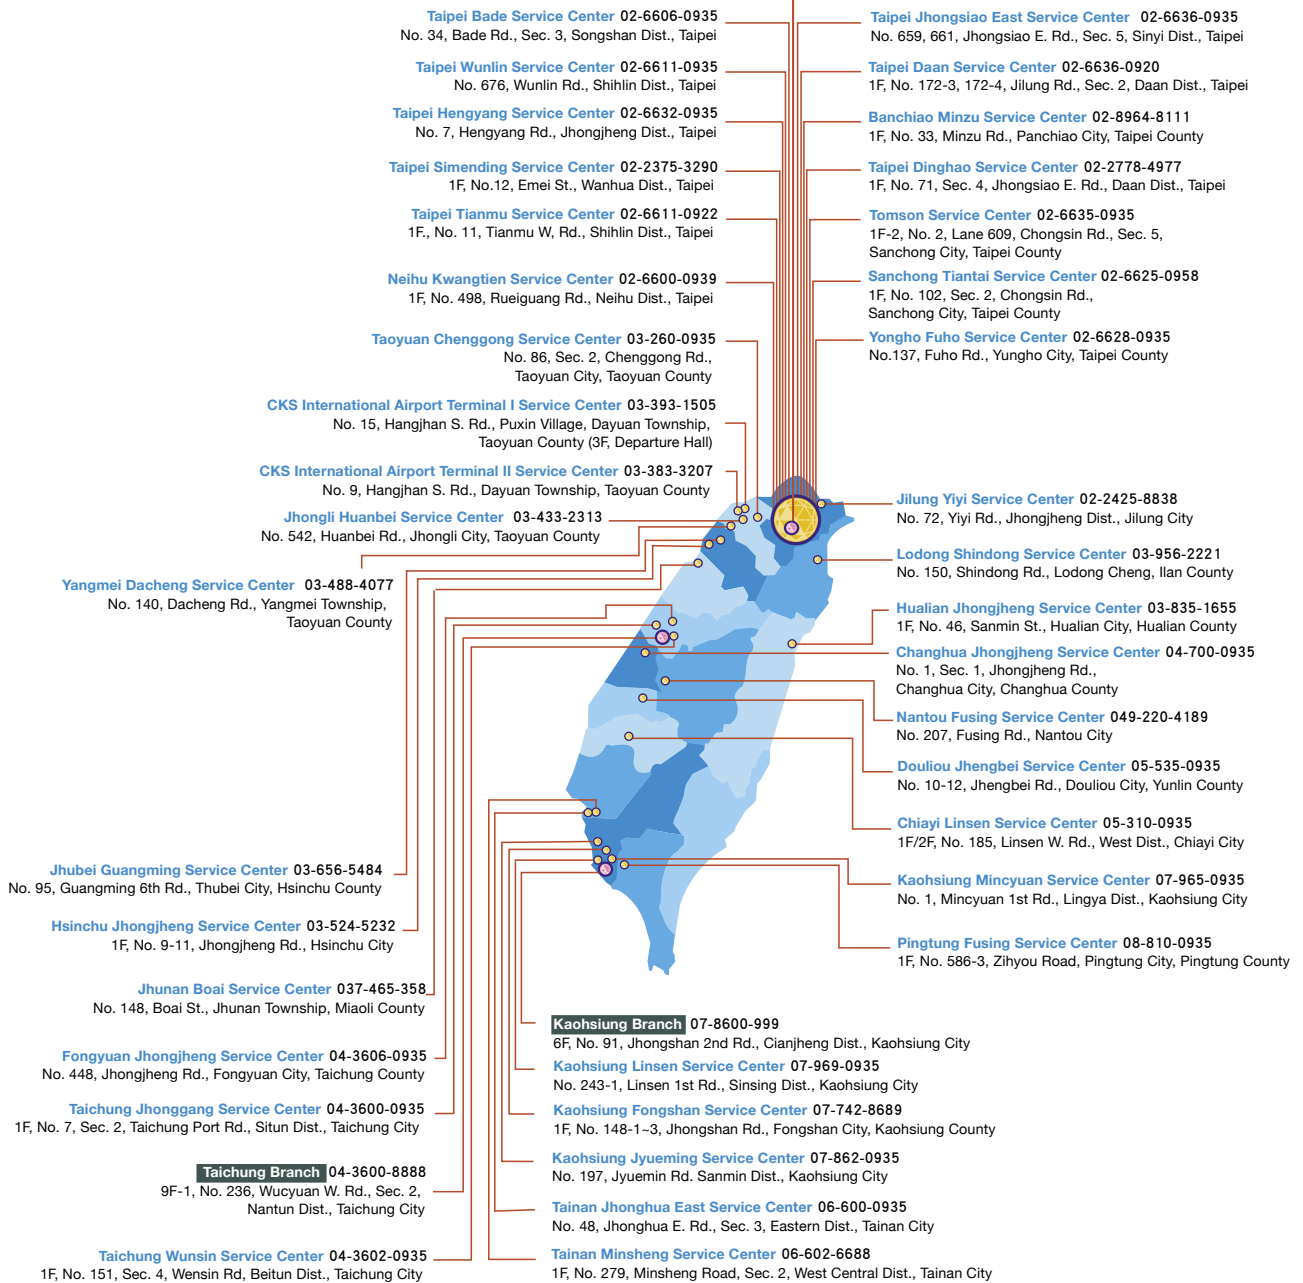 Taipei Bade Service Center 02-6606-0935
No. 34, Bade Rd., Sec. 3, Songshan Dist., Taipei
Taipei Wunlin Service Center 02-6611-0935
No. 676, Wunlin Rd., Shihlin Dist., Taipei
Taipei Hengyang Service Center 02-6632-0935
No. 7, Hengyang Rd., Jhongjheng Dist., Taipei
Taipei Simending Service Center 02-2375-3290
1F, No.12, Emei St., Wanhua Dist., Taipei
Taipei Tianmu Service Center 02-6611-0922
1F., No. 11, Tianmu W, Rd., Shihlin Dist., Taipei
Neihu Kwangtien Service Center 02-6600-0939
1F, No. 498, Rueiguang Rd., Neihu Dist., Taipei
Taoyuan Chenggong Service Center 03-260-0935
No. 86, Sec. 2, Chenggong Rd.,
Taoyuan City, Taoyuan County
CKS International Airport Terminal I Service Center 03-393-1505
No. 15, Hangjhan S. Rd., Puxin Village, Dayuan Township,
Taoyuan County (3F, Departure Hall)
CKS International Airport Terminal II Service Center 03-383-3207
No. 9, Hangjhan S. Rd., Dayuan Township, Taoyuan County
Jhongli Huanbei Service Center 03-433-2313
No. 542, Huanbei Rd., Jhongli City, Taoyuan County
Yangmei Dacheng Service Center 03-488-4077
No. 140, Dacheng Rd., Yangmei Township,
Taoyuan County
Jhubei Guangming Service Center 03-656-5484
No. 95, Guangming 6th Rd., Thubei City, Hsinchu County
Hsinchu Jhongjheng Service Center 03-524-5232
1F, No. 9-11, Jhongjheng Rd., Hsinchu City
Jhunan Boai Service Center 037-465-358
No. 148, Boai St., Jhunan Township, Miaoli County
Fongyuan Jhongjheng Service Center 04-3606-0935
No. 448, Jhongjheng Rd., Fongyuan City, Taichung County
Taichung Jhonggang Service Center 04-3600-0935
1F, No. 7, Sec. 2, Taichung Port Rd., Situn Dist., Taichung City
Taichung Branch 04-3600-8888
9F-1, No. 236, Wucyuan W. Rd., Sec. 2,
Nantun Dist., Taichung City
Taichung Wunsin Service Center 04-3602-0935
1F, No. 151, Sec. 4, Wensin Rd, Beitun Dist., Taichung City
Taipei Jhongsiao East Service Center 02-6636-0935
No. 659, 661, Jhongsiao E. Rd., Sec. 5, Sinyi Dist., Taipei
Taipei Daan Service Center 02-6636-0920
1F, No. 172-3, 172-4, Jilung Rd., Sec. 2, Daan Dist., Taipei
Banchiao Minzu Service Center 02-8964-8111
1F, No. 33, Minzu Rd., Panchiao City, Taipei County
Taipei Dinghao Service Center 02-2778-4977
1F, No. 71, Sec. 4, Jhongsiao E. Rd., Daan Dist., Taipei
Tomson Service Center 02-6635-0935
1F-2, No. 2, Lane 609, Chongsin Rd., Sec. 5,
Sanchong City, Taipei County
Sanchong Tiantai Service Center 02-6625-0958
1F, No. 102, Sec. 2, Chongsin Rd.,
Sanchong City, Taipei County
Yongho Fuho Service Center 02-6628-0935
No.137, Fuho Rd., Yungho City, Taipei County
Jilung Yiyi Service Center 02-2425-8838
No. 72, Yiyi Rd., Jhongjheng Dist., Jilung City
Lodong Shindong Service Center 03-956-2221
No. 150, Shindong Rd., Lodong Cheng, Ilan County
Hualian Jhongjheng Service Center 03-835-1655
1F, No. 46, Sanmin St., Hualian City, Hualian County
Changhua Jhongjheng Service Center 04-700-0935
No. 1, Sec. 1, Jhongjheng Rd.,
Changhua City, Changhua County
Nantou Fusing Service Center 049-220-4189
No. 207, Fusing Rd., Nantou City
Douliou Jhengbei Service Center 05-535-0935
No. 10-12, Jhengbei Rd., Douliou City, Yunlin County
Chiayi Linsen Service Center 05-310-0935
1F/2F, No. 185, Linsen W. Rd., West Dist., Chiayi City
Kaohsiung Mincyuan Service Center 07-965-0935
No. 1, Mincyuan 1st Rd., Lingya Dist., Kaohsiung City
Pingtung Fusing Service Center 08-810-0935
1F, No. 586-3, Zihyou Road, Pingtung City, Pingtung County
Kaohsiung Branch 07-8600-999
6F, No. 91, Jhongshan 2nd Rd., Cianjheng Dist., Kaohsiung City
Kaohsiung Linsen Service Center 07-969-0935
No. 243-1, Linsen 1st Rd., Sinsing Dist., Kaohsiung City
Kaohsiung Fongshan Service Center 07-742-8689
1F, No. 148-1~3, Jhongshan Rd., Fongshan City, Kaohsiung County
Kaohsiung Jyueming Service Center 07-862-0935
No. 197, Jyuemin Rd. Sanmin Dist., Kaohsiung City
Tainan Jhonghua East Service Center 06-600-0935
No. 48, Jhonghua E. Rd., Sec. 3, Eastern Dist., Tainan City
Tainan Minsheng Service Center 06-602-6688
1F, No. 279, Minsheng Road, Sec. 2, West Central Dist., Tainan City